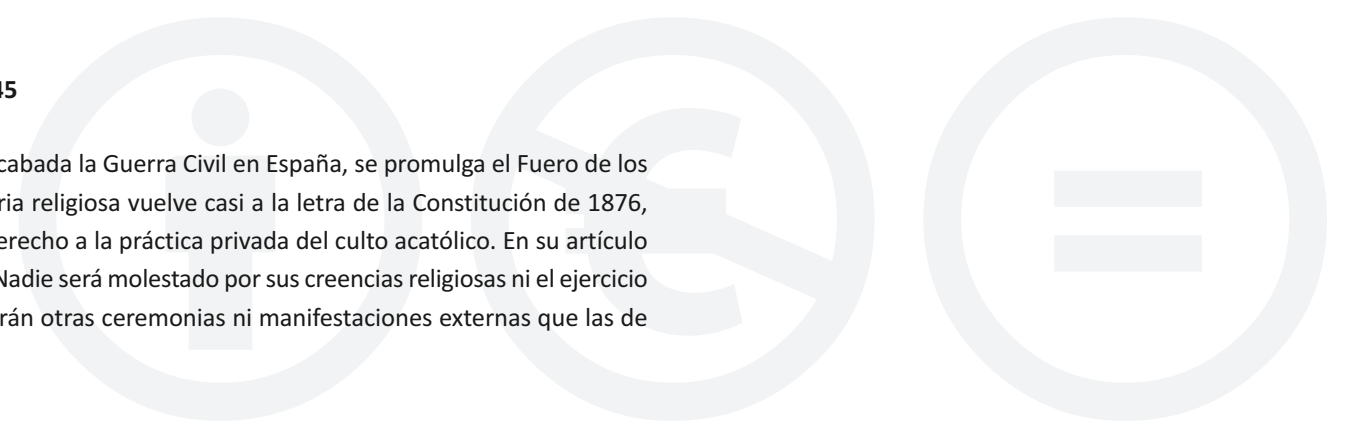 45
cabada la Guerra Civil en España, se promulga el Fuero de los
ria religiosa vuelve casi a la letra de la Constitución de 1876,
erecho a la práctica privada del culto acatólico. En su artículo
Nadie será molestado por sus creencias religiosas ni el ejercicio
rán otras ceremonias ni manifestaciones externas que las de